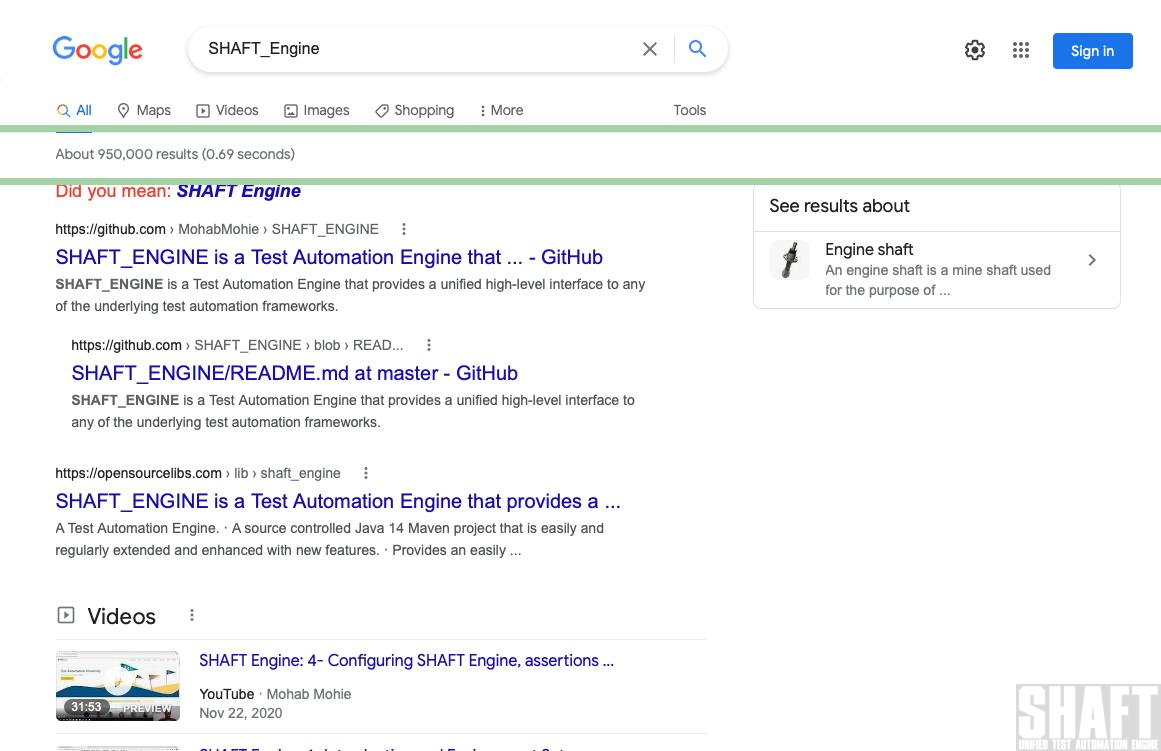 Google
SHAFT_Engine
Sign in
All Maps Videos Images Shopping More Tools
About 950,000 results (0.69 seconds)
Did you mean: SHAFT Engine
https://github.com › MohabMohie › SHAFT_ENGINE
SHAFT_ENGINE is a Test Automation Engine that ... - GitHub
SHAFT_ENGINE is a Test Automation Engine that provides a unified high-level interface to any
of the underlying test automation frameworks.
https://github.com › SHAFT_ENGINE › blob › READ...
SHAFT_ENGINE/README.md at master - GitHub
SHAFT_ENGINE is a Test Automation Engine that provides a unified high-level interface to
any of the underlying test automation frameworks.
https://opensourcelibs.com › lib › shaft_engine
SHAFT_ENGINE is a Test Automation Engine that provides a ...
A Test Automation Engine. · A source controlled Java 14 Maven project that is easily and
regularly extended and enhanced with new features. · Provides an easily ...
See results about
Engine shaft
An engine shaft is a mine shaft used
for the purpose of ...
Videos
SHAFT Engine: 4- Configuring SHAFT Engine, assertions ...
31:53
PREVIEW
YouTube · Mohab Mohie
Nov 22, 2020
SHAFT
UNIFIED TEST AUTOMATION ENGINE